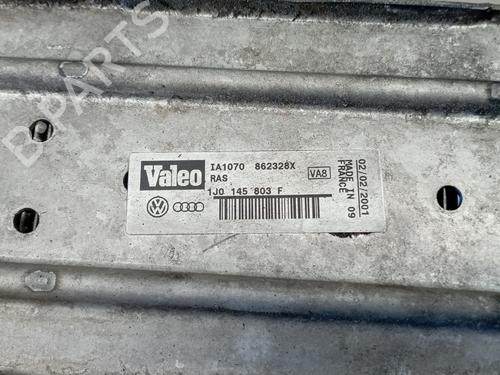 B-PARTS
Valeo
IA1070 862328X
RAS
VA8
1J0 145 803 F
02/02/2001
MADE IN 09
FRANCE